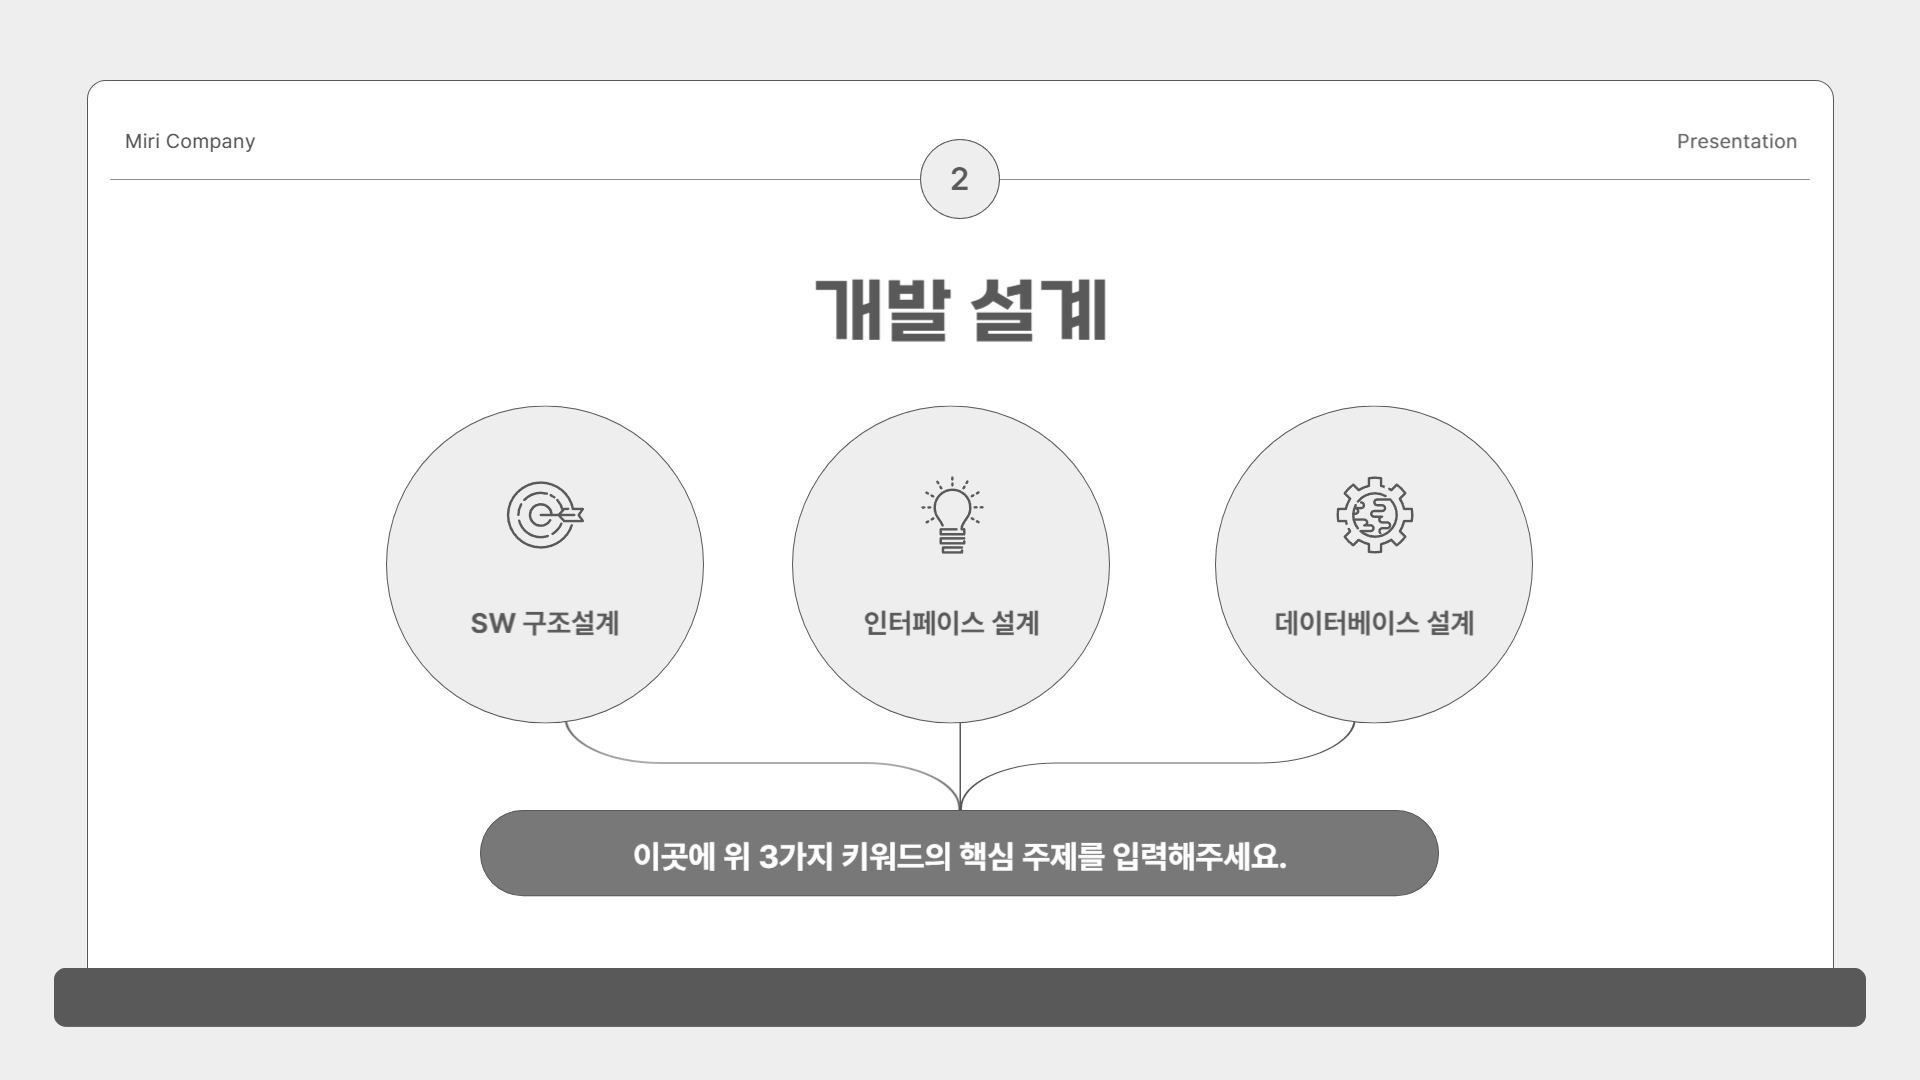 Miri Company
Presentation
2
개발 설계
SW 구조설계
인터페이스 설계
데이터베이스 설계
이곳에 위 3가지 키워드의 핵심 주제를 입력해주세요.